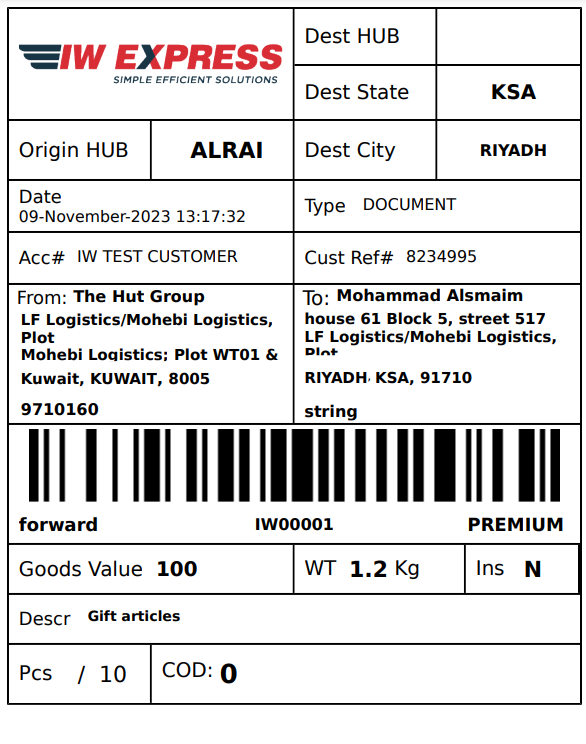 IW EXPRESS
SIMPLE EFFICIENT SOLUTIONS
Dest HUB
Dest State KSA
Origin HUB ALRAI
Dest City RIYADH
Date
09-November-2023 13:17:32
Type DOCUMENT
Acc# IW TEST CUSTOMER
Cust Ref# 8234995
From: The Hut Group
LF Logistics/Mohebi Logistics,
Plot
Mohebi Logistics; Plot WT01 &
Kuwait, KUWAIT, 8005
9710160
To: Mohammad Alsmaim
house 61 Block 5, street 517
LF Logistics/Mohebi Logistics,
Plot
RIYADH, KSA, 91710
string
forward IW00001 PREMIUM
Goods Value 100
WT 1.2 Kg
Ins N
Descr Gift articles
Pcs / 10
COD: 0